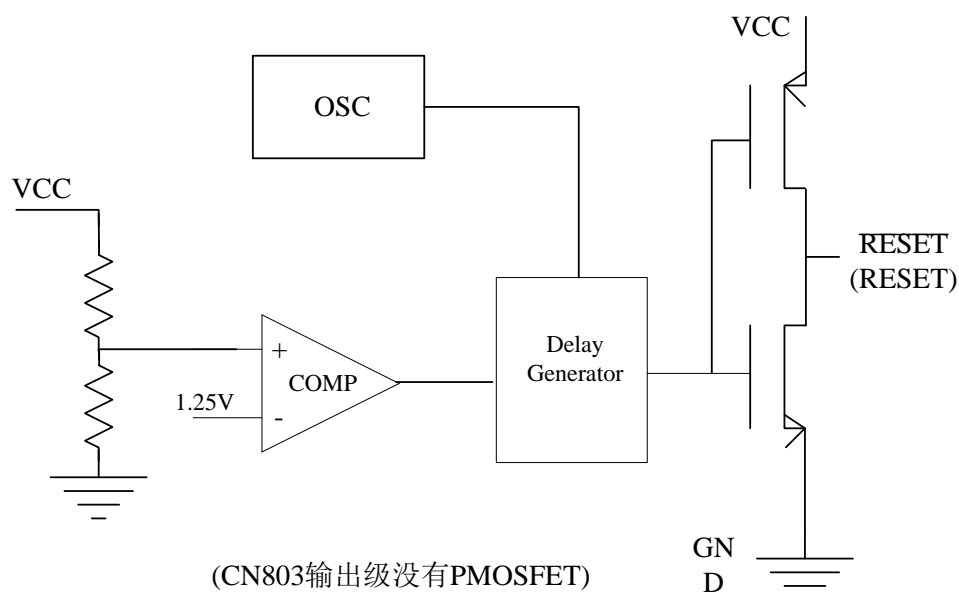 VCC
OSC
VCC
R̅E̅S̅E̅T̅
(RESET)
+
COMP
Delay
Generator
1.25V
-
GN
D
(CN803输出级没有PMOSFET)